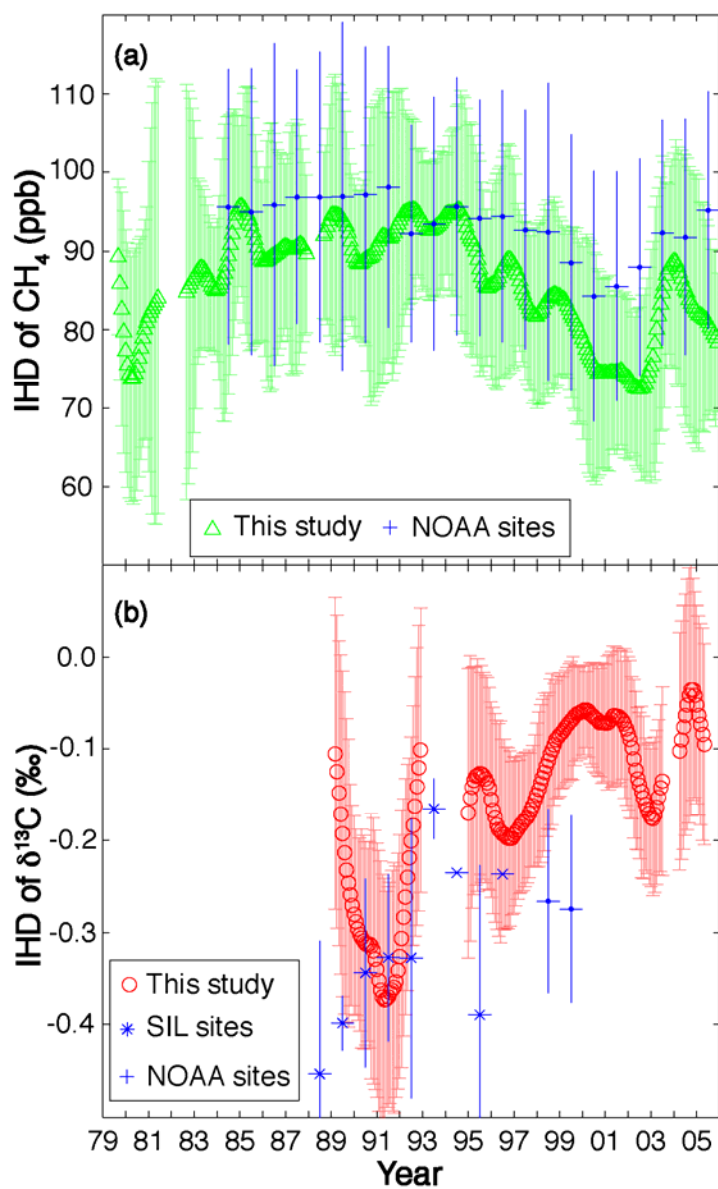 (a)
IHD of CH₄ (ppb)
110
100
90
80
70
60
This study
NOAA sites
(b)
IHD of δ¹³C (‰)
0.0
-0.1
-0.2
-0.3
-0.4
This study
SIL sites
NOAA sites
79 81 85 87 89 91 93 95 97 99 01 03 05
Year